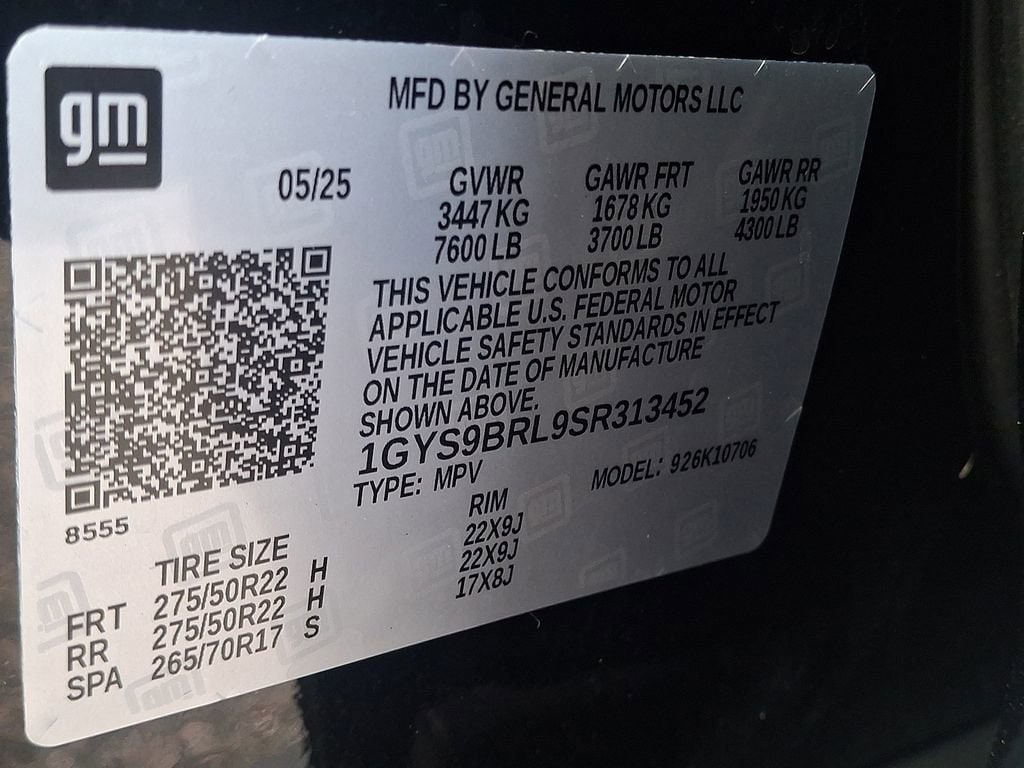 gm
MFD BY GENERAL MOTORS LLC
05/25 GVWR GAWR FRT GAWR RR
3447 KG 1678 KG 1950 KG
7600 LB 3700 LB 4300 LB
THIS VEHICLE CONFORMS TO ALL
APPLICABLE U.S. FEDERAL MOTOR
VEHICLE SAFETY STANDARDS IN EFFECT
ON THE DATE OF MANUFACTURE
SHOWN ABOVE.
1GYS9BRL9SR313452
TYPE: MPV MODEL: 926K10706
8555
TIRE SIZE RIM
FRT 275/50R22 H 22X9J
RR 275/50R22 H 22X9J
SPA 265/70R17 S 17X8J